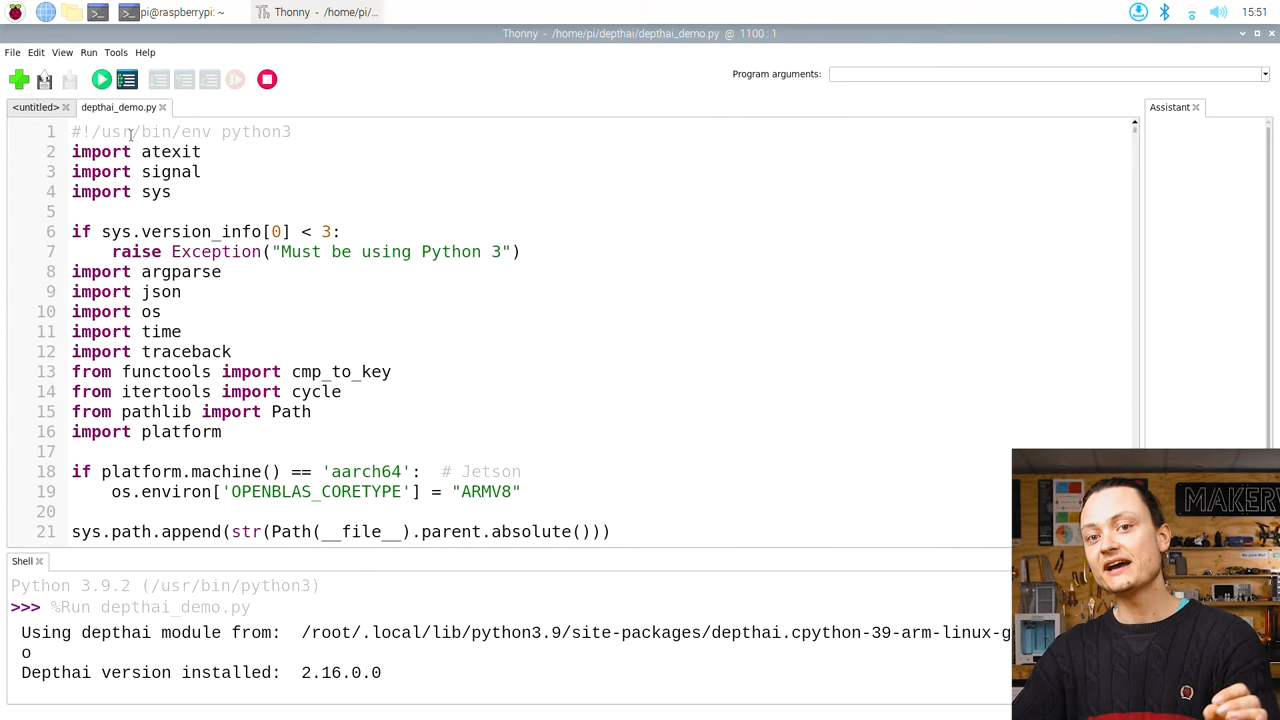 pi@raspberrypi: ~
Thonny - /home/pi/...
15:51
Thonny - /home/pi/depthai/depthai_demo.py @ 1100 : 1
File Edit View Run Tools Help
Program arguments:
<untitled>
depthai_demo.py
Assistant
1 #!/usr/bin/env python3
2 import atexit
3 import signal
4 import sys
5
6 if sys.version_info[0] < 3:
7 raise Exception("Must be using Python 3")
8 import argparse
9 import json
10 import os
11 import time
12 import traceback
13 from functools import cmp_to_key
14 from itertools import cycle
15 from pathlib import Path
16 import platform
17
18 if platform.machine() == 'aarch64': # Jetson
19 os.environ['OPENBLAS_CORETYPE'] = "ARMV8"
20
21 sys.path.append(str(Path(__file__).parent.absolute()))
Shell
Python 3.9.2 (/usr/bin/python3)
>>> %Run depthai_demo.py
Using depthai module from: /root/.local/lib/python3.9/site-packages/depthai.cpython-39-arm-linux-g
o
Depthai version installed: 2.16.0.0
MAKERV